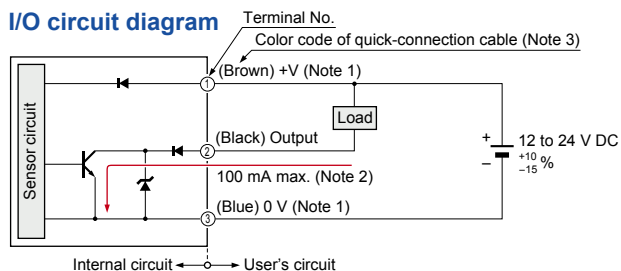 I/O circuit diagram
Terminal No.
Color code of quick-connection cable (Note 3)
(Brown) +V (Note 1)
1
Load
Sensor circuit
(Black) Output
2
+
−
12 to 24 V DC
+10
−15 %
100 mA max. (Note 2)
(Blue) 0 V (Note 1)
3
Internal circuit
User's circuit